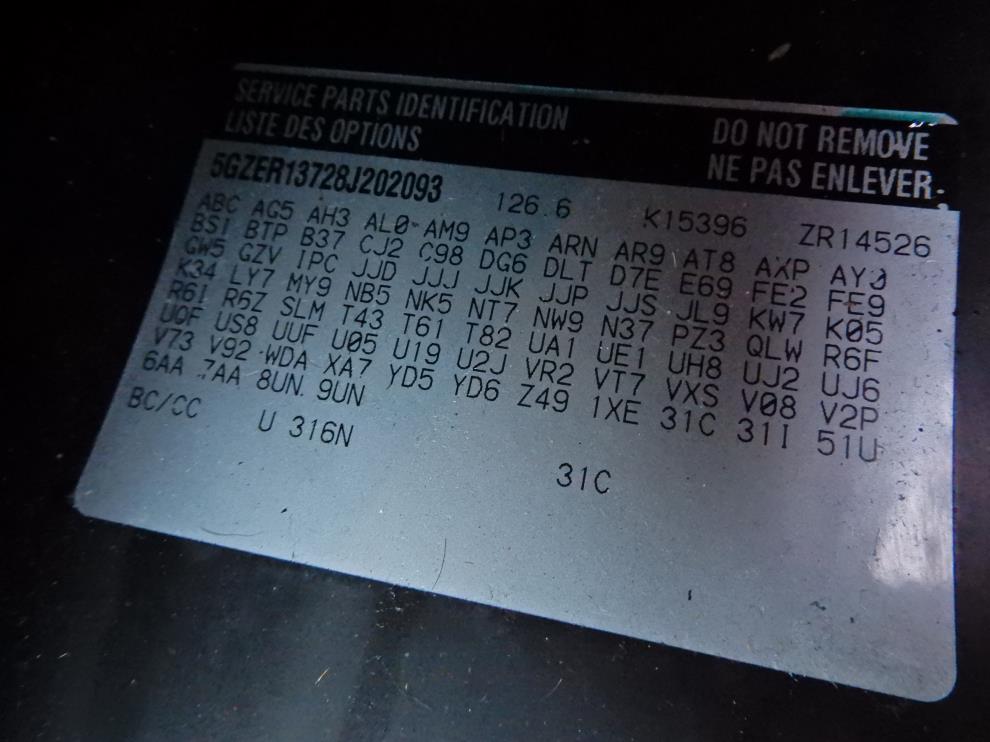 SERVICE PARTS IDENTIFICATION
LISTE DES OPTIONS
DO NOT REMOVE
NE PAS ENLEVER
5GZER13728J202093 126.6 K15396 ZR14526
ABC AG5 AH3 AL0 AM9 AP3 ARN AR9 AT8 AXP AYJ
BS1 BTP B37 CJ2 C98 DG6 DLT D7E E69 FE2 FE9
GW5 GZV IPC JJD JJJ JJK JJP JJS JL9 KW7 K05
K34 LY7 MY9 NB5 NK5 NT7 NW9 N37 PZ3 QLW R6F
R6I R6Z SLM T43 T61 T82 UA1 UE1 UH8 UJ2 UJ6
UQF US8 UUF U05 U19 U2J VR2 VT7 VXS V08 V2P
V73 V92 WDA XA7 YD5 YD6 Z49 1XE 31C 31I 51U
6AA 7AA 8UN 9UN
BC/CC U 316N 31C